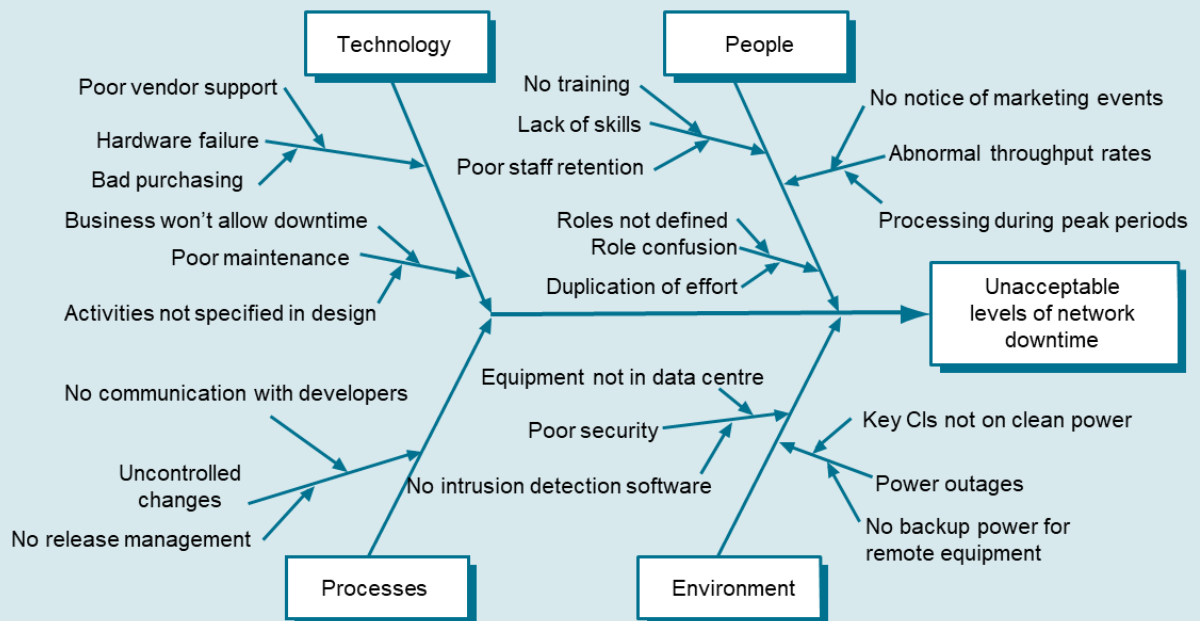 Technology
People
Poor vendor support
Hardware failure
Bad purchasing
Business won't allow downtime
Poor maintenance
Activities not specified in design
No training
Lack of skills
Poor staff retention
No notice of marketing events
Abnormal throughput rates
Processing during peak periods
Roles not defined
Role confusion
Duplication of effort
Unacceptable
levels of network
downtime
No communication with developers
Uncontrolled
changes
No release management
Equipment not in data centre
Poor security
No intrusion detection software
Key CIs not on clean power
Power outages
No backup power for
remote equipment
Processes
Environment